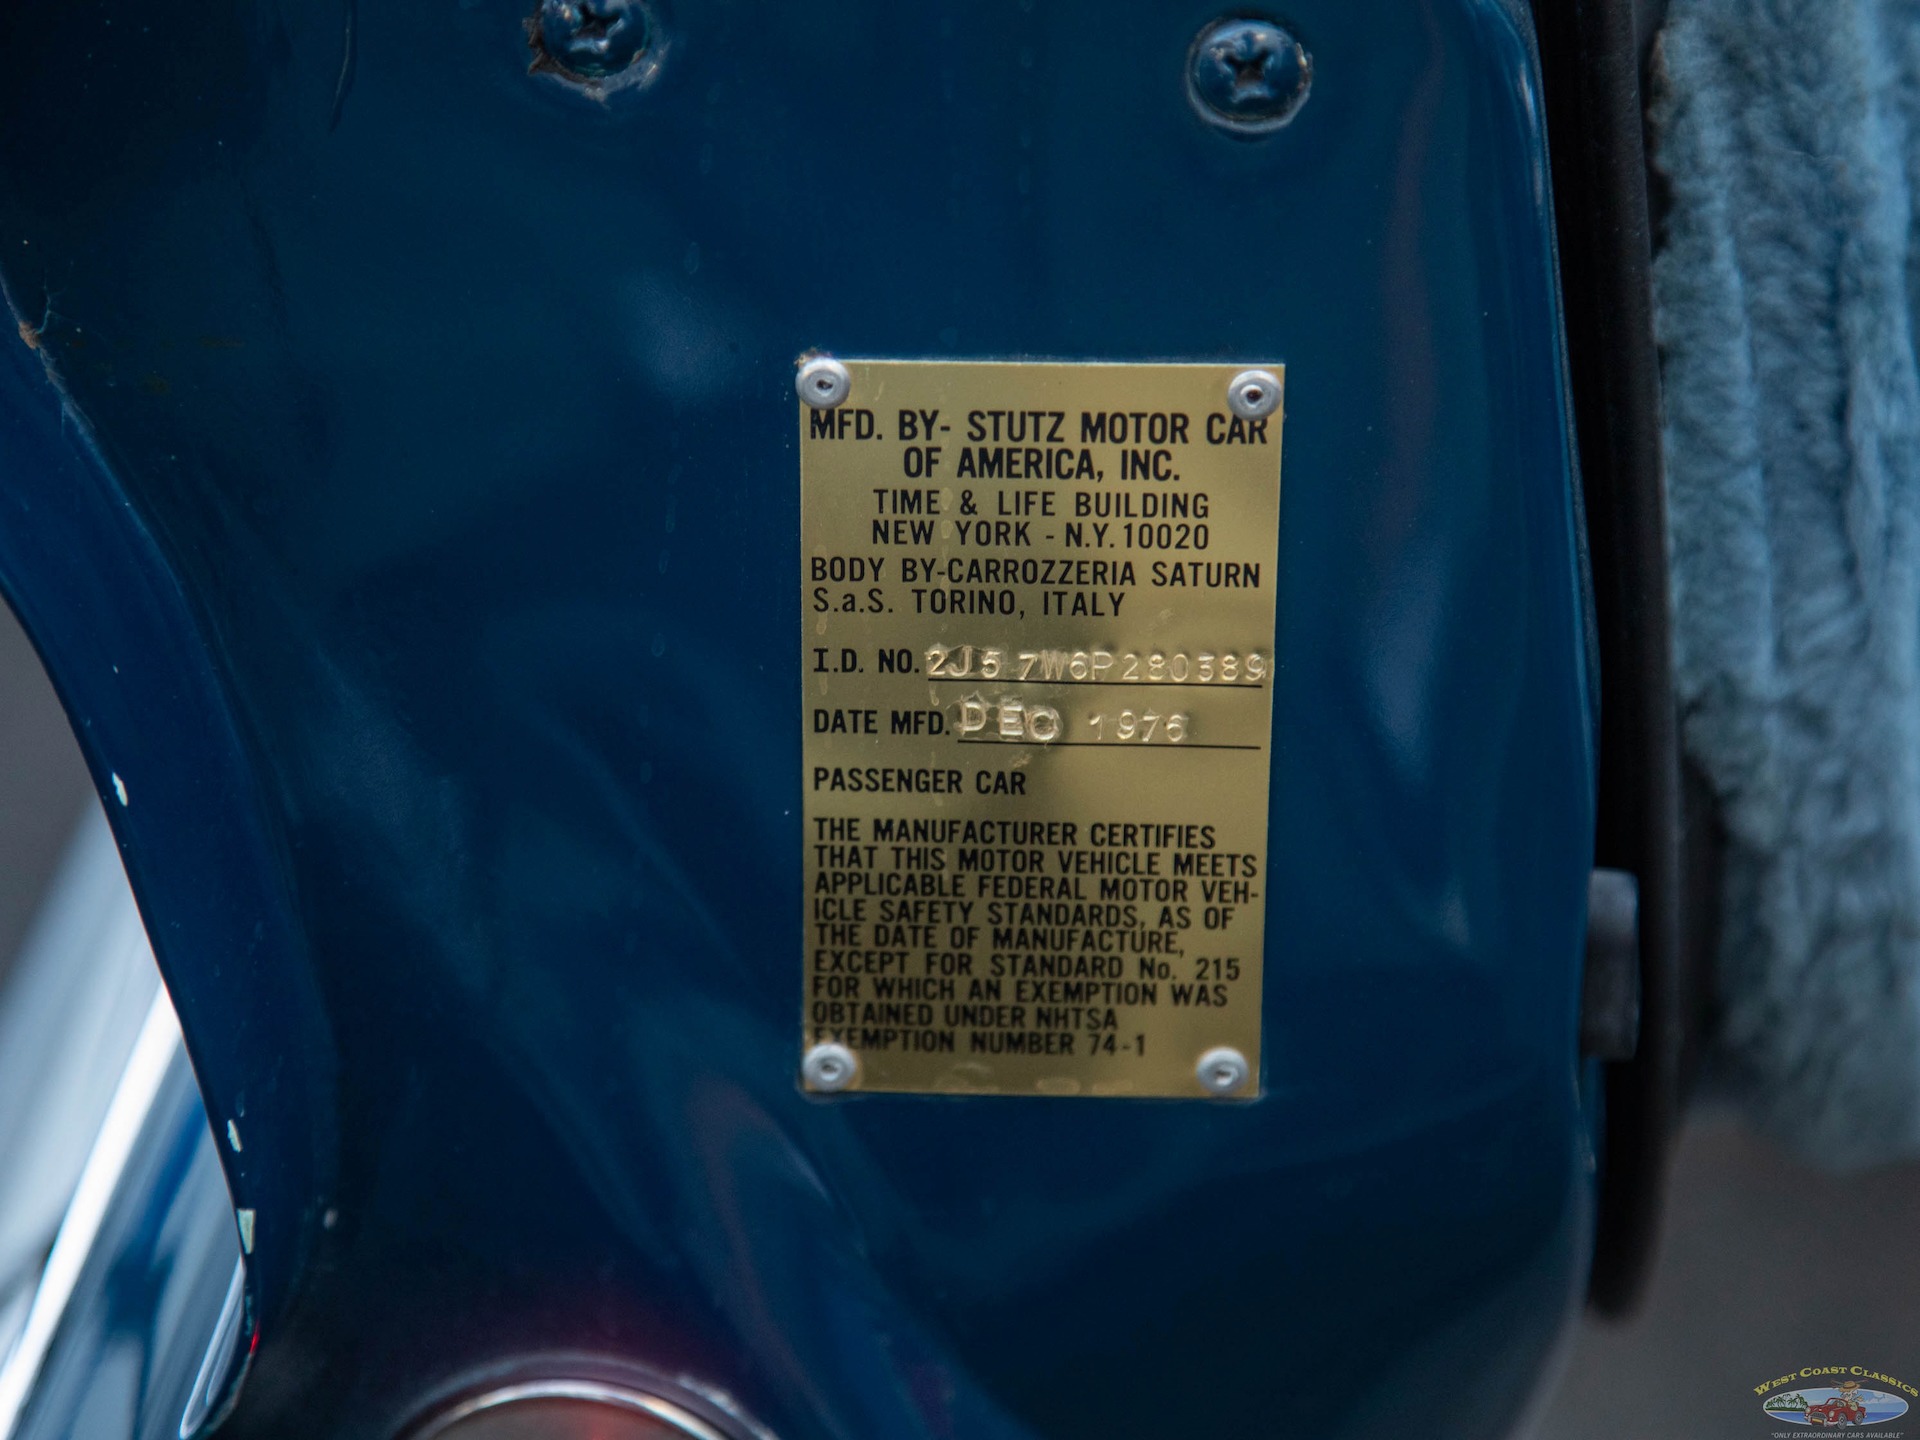 MFD. BY- STUTZ MOTOR CAR
OF AMERICA, INC.
TIME & LIFE BUILDING
NEW YORK - N.Y. 10020
BODY BY-CARROZZERIA SATURN
S.a.S. TORINO, ITALY
I.D. NO. 2J57W6P280389
DATE MFD. DEC 1976
PASSENGER CAR
THE MANUFACTURER CERTIFIES
THAT THIS MOTOR VEHICLE MEETS
APPLICABLE FEDERAL MOTOR VEH-
ICLE SAFETY STANDARDS, AS OF
THE DATE OF MANUFACTURE,
EXCEPT FOR STANDARD No. 215
FOR WHICH AN EXEMPTION WAS
OBTAINED UNDER NHTSA
EXEMPTION NUMBER 74-1
WEST COAST CLASSICS
"ONLY EXTRAORDINARY CARS AVAILABLE"